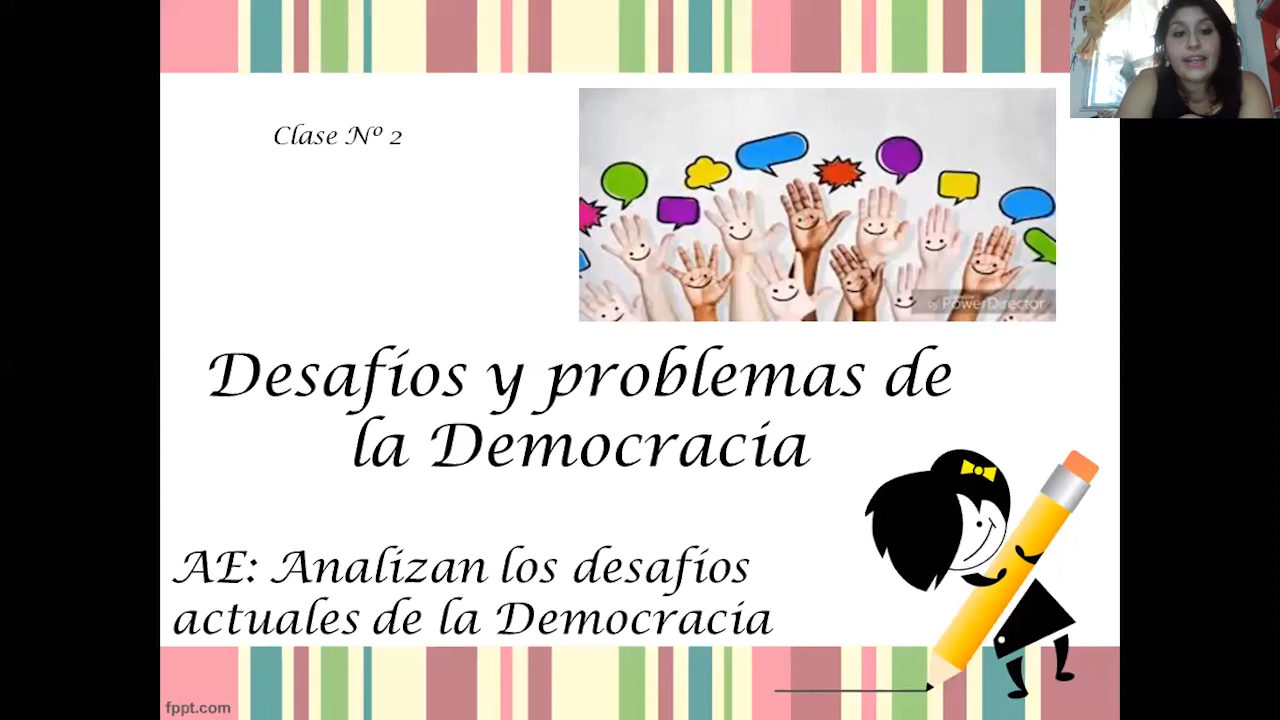 Clase Nº 2
PowerDirector
Desafíos y problemas de
la Democracia
AE: Analizan los desafíos
actuales de la Democracia
fppt.com